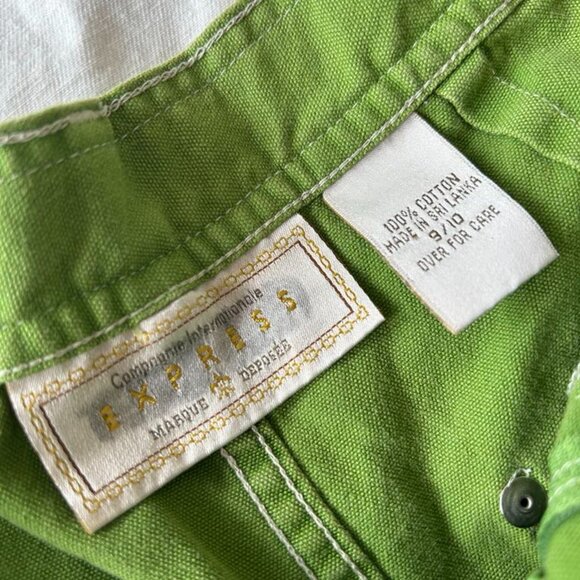 Compagnie Internationale
EXPRESS
MARQUE DEPOSÉE
100% COTTON
MADE IN SRI LANKA
9/10
OVER FOR CARE